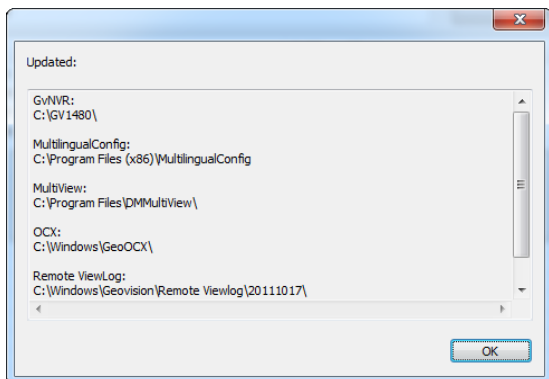 Updated:
GvNVR:
C:\GV1480\
MultilingualConfig:
C:\Program Files (x86)\MultilingualConfig
MultiView:
C:\Program Files\DMMultiView\
OCX:
C:\Windows\GeoOCX\
Remote ViewLog:
C:\Windows\Geovision\Remote Viewlog\20111017\
OK